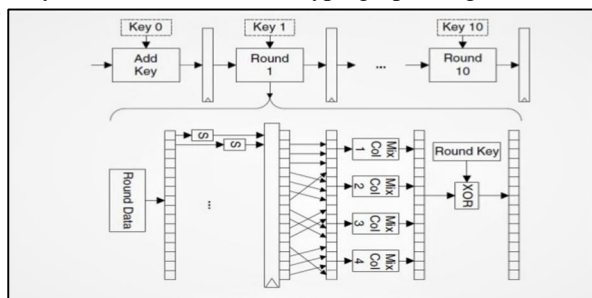 Key 0
Key 1
Key 10
Add
Key
Round
1
...
Round
10
Round Data
S
S
...
Mix
Col
1
Mix
Col
2
Mix
Col
3
Mix
Col
4
Round Key
XOR